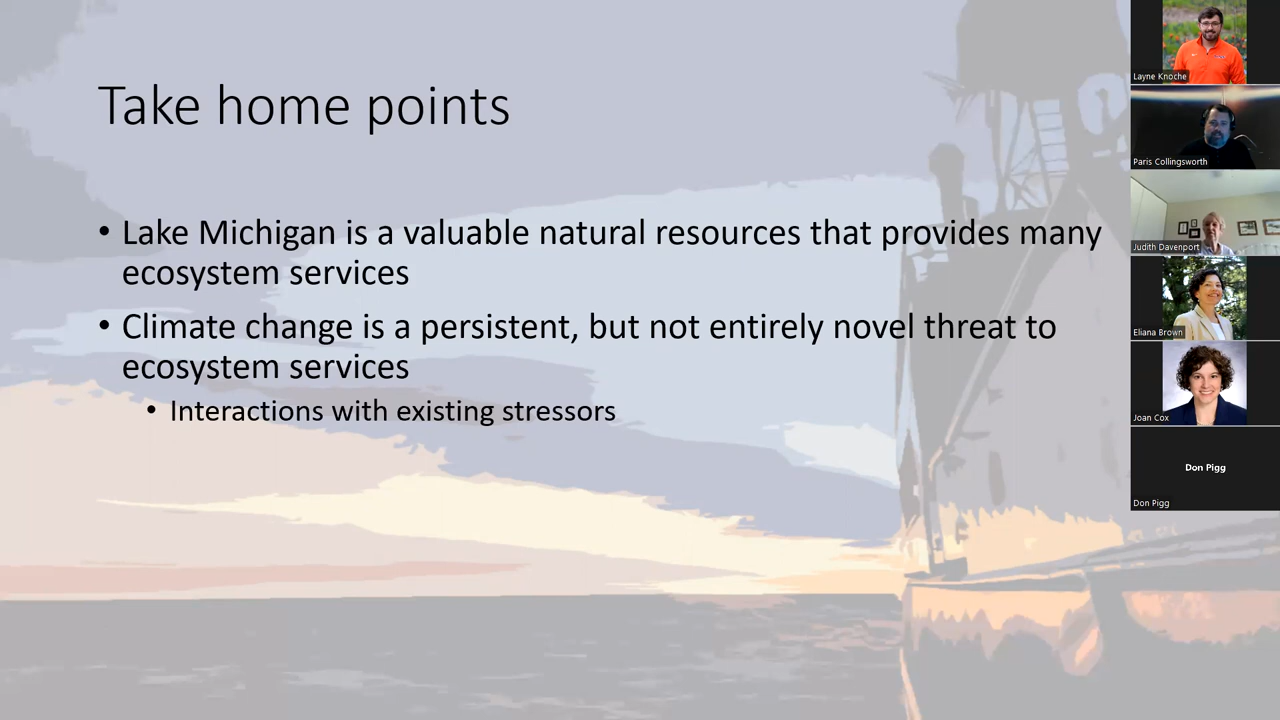 Take home points
• Lake Michigan is a valuable natural resources that provides many
ecosystem services
• Climate change is a persistent, but not entirely novel threat to
ecosystem services
• Interactions with existing stressors
Layne Knoche
Paris Collingsworth
Judith Davenport
Eliana Brown
Joan Cox
Don Pigg
Don Pigg